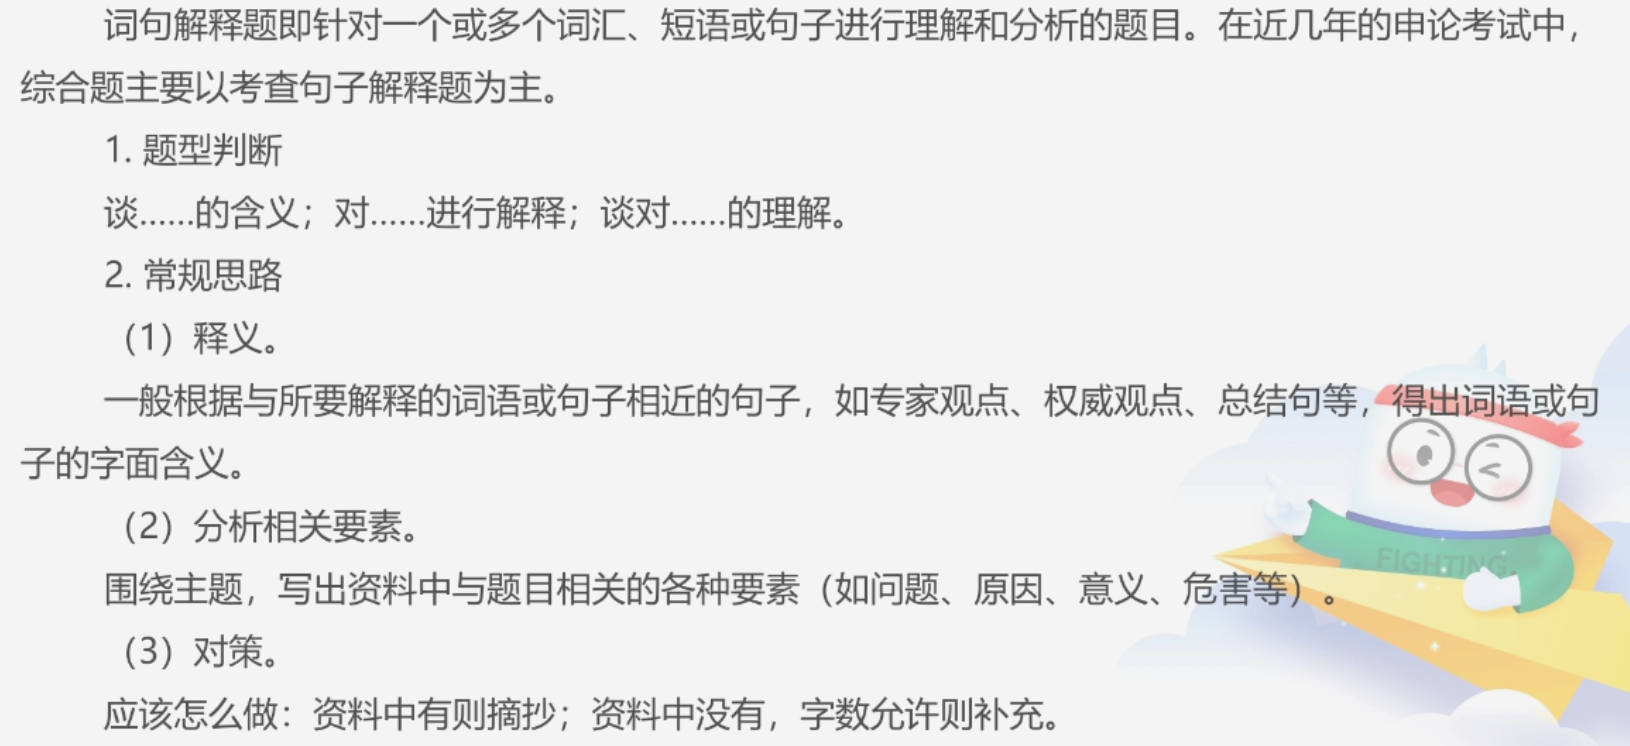 词句解释题即针对一个或多个词汇、短语或句子进行理解和分析的题目。在近几年的申论考试中，
综合题主要以考查句子解释题为主。
1. 题型判断
谈……的含义；对……进行解释；谈对……的理解。
2. 常规思路
（1）释义。
一般根据与所要解释的词语或句子相近的句子，如专家观点、权威观点、总结句等，得出词语或句
子的字面含义。
（2）分析相关要素。
FIGHTING.
围绕主题，写出资料中与题目相关的各种要素（如问题、原因、意义、危害等）。
（3）对策。
应该怎么做：资料中有则摘抄；资料中没有，字数允许则补充。